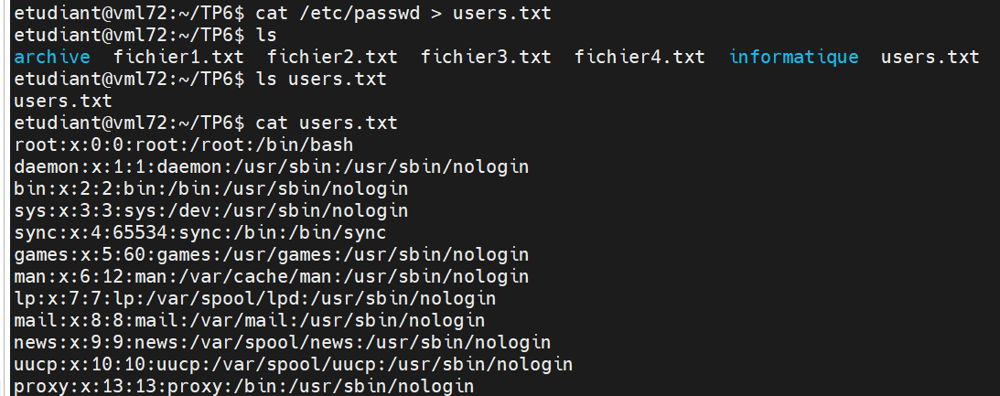 etudiant@vml72:~/TP6$ cat /etc/passwd > users.txt
etudiant@vml72:~/TP6$ ls
archive  fichier1.txt  fichier2.txt  fichier3.txt  fichier4.txt  informatique  users.txt
etudiant@vml72:~/TP6$ ls users.txt
users.txt
etudiant@vml72:~/TP6$ cat users.txt
root:x:0:0:root:/root:/bin/bash
daemon:x:1:1:daemon:/usr/sbin:/usr/sbin/nologin
bin:x:2:2:bin:/bin:/usr/sbin/nologin
sys:x:3:3:sys:/dev:/usr/sbin/nologin
sync:x:4:65534:sync:/bin:/bin/sync
games:x:5:60:games:/usr/games:/usr/sbin/nologin
man:x:6:12:man:/var/cache/man:/usr/sbin/nologin
lp:x:7:7:lp:/var/spool/lpd:/usr/sbin/nologin
mail:x:8:8:mail:/var/mail:/usr/sbin/nologin
news:x:9:9:news:/var/spool/news:/usr/sbin/nologin
uucp:x:10:10:uucp:/var/spool/uucp:/usr/sbin/nologin
proxy:x:13:13:proxy:/bin:/usr/sbin/nologin